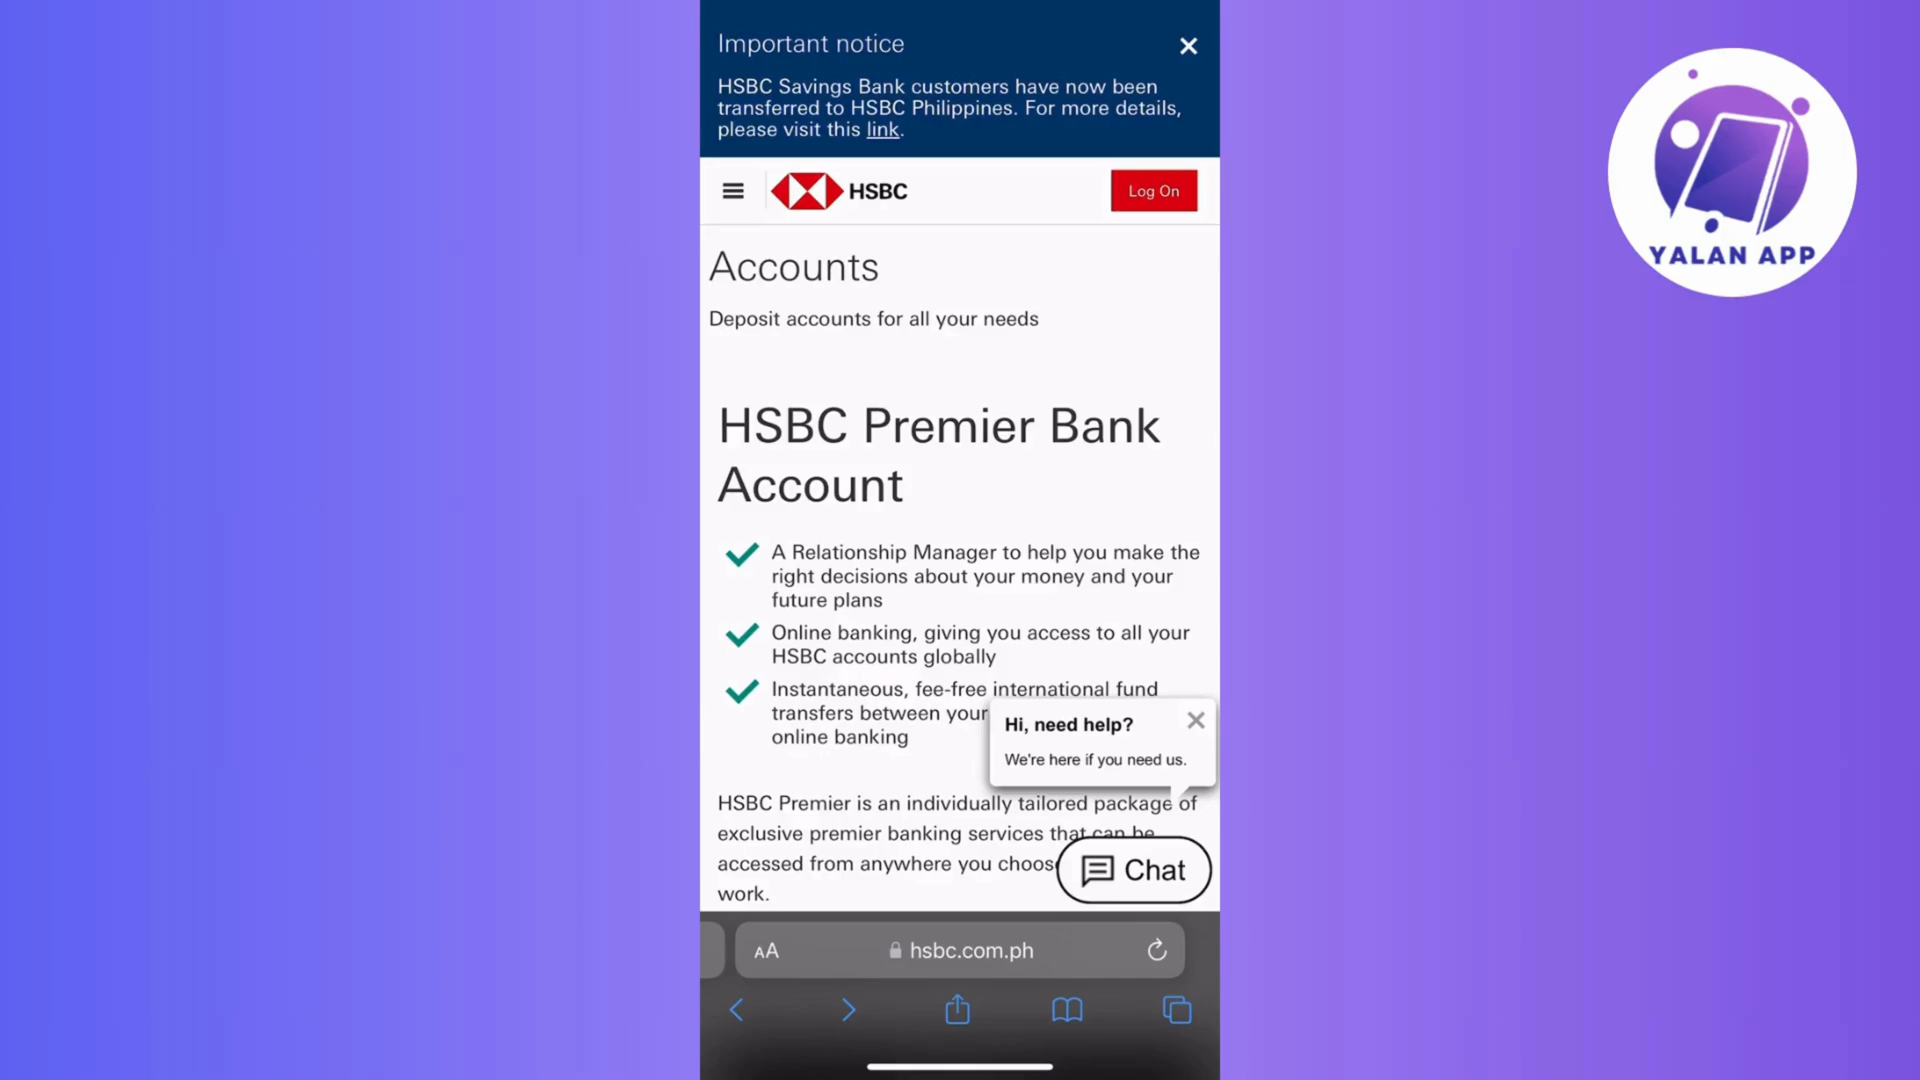 Important notice
HSBC Savings Bank customers have now been
transferred to HSBC Philippines. For more details,
please visit this link.
HSBC
Log On
YALAN APP
Accounts
Deposit accounts for all your needs
HSBC Premier Bank
Account
A Relationship Manager to help you make the
right decisions about your money and your
future plans
Online banking, giving you access to all your
HSBC accounts globally
Instantaneous, fee-free international fund
transfers between your
online banking
Hi, need help?
We're here if you need us.
HSBC Premier is an individually tailored package of
exclusive premier banking services that can be
accessed from anywhere you choose
work.
Chat
AA
hsbc.com.ph